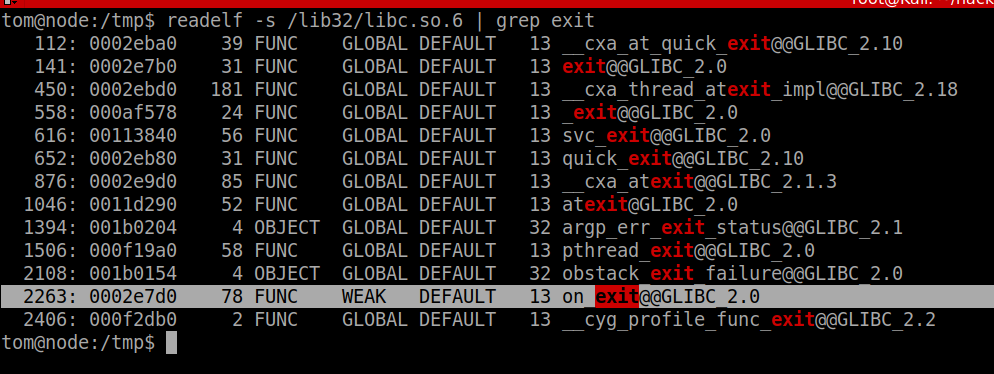 root@Kali: ~/hack
tom@node:/tmp$ readelf -s /lib32/libc.so.6 | grep exit
112: 0002eba0 39 FUNC GLOBAL DEFAULT 13 __cxa_at_quick_exit@@GLIBC_2.10
141: 0002e7b0 31 FUNC GLOBAL DEFAULT 13 exit@@GLIBC_2.0
450: 0002ebd0 181 FUNC GLOBAL DEFAULT 13 __cxa_thread_atexit_impl@@GLIBC_2.18
558: 000af578 24 FUNC GLOBAL DEFAULT 13 _exit@@GLIBC_2.0
616: 00113840 56 FUNC GLOBAL DEFAULT 13 svc_exit@@GLIBC_2.0
652: 0002eb80 31 FUNC GLOBAL DEFAULT 13 quick_exit@@GLIBC_2.10
876: 0002e9d0 85 FUNC GLOBAL DEFAULT 13 __cxa_atexit@@GLIBC_2.1.3
1046: 0011d290 52 FUNC GLOBAL DEFAULT 13 atexit@GLIBC_2.0
1394: 001b0204 4 OBJECT GLOBAL DEFAULT 32 argp_err_exit_status@@GLIBC_2.1
1506: 000f19a0 58 FUNC GLOBAL DEFAULT 13 pthread_exit@@GLIBC_2.0
2108: 001b0154 4 OBJECT GLOBAL DEFAULT 32 obstack_exit_failure@@GLIBC_2.0
2263: 0002e7d0 78 FUNC WEAK DEFAULT 13 on_exit@@GLIBC_2.0
2406: 000f2db0 2 FUNC GLOBAL DEFAULT 13 __cyg_profile_func_exit@@GLIBC_2.2
tom@node:/tmp$